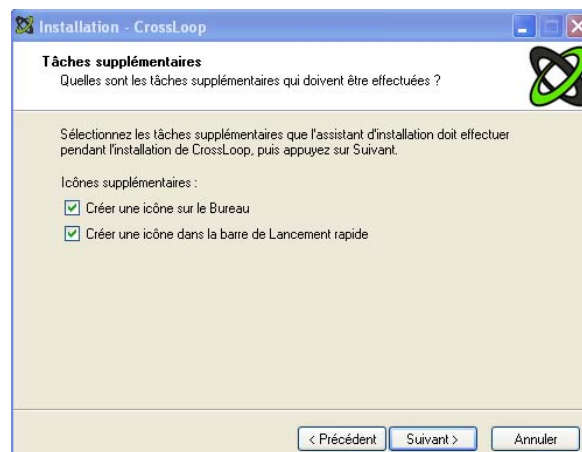 Installation - CrossLoop
Tâches supplémentaires
Quelles sont les tâches supplémentaires qui doivent être effectuées ?
Sélectionnez les tâches supplémentaires que l'assistant d'installation doit effectuer
pendant l'installation de CrossLoop, puis appuyez sur Suivant.
Icônes supplémentaires :
Créer une icône sur le Bureau
Créer une icône dans la barre de Lancement rapide
< Précédent Suivant > Annuler